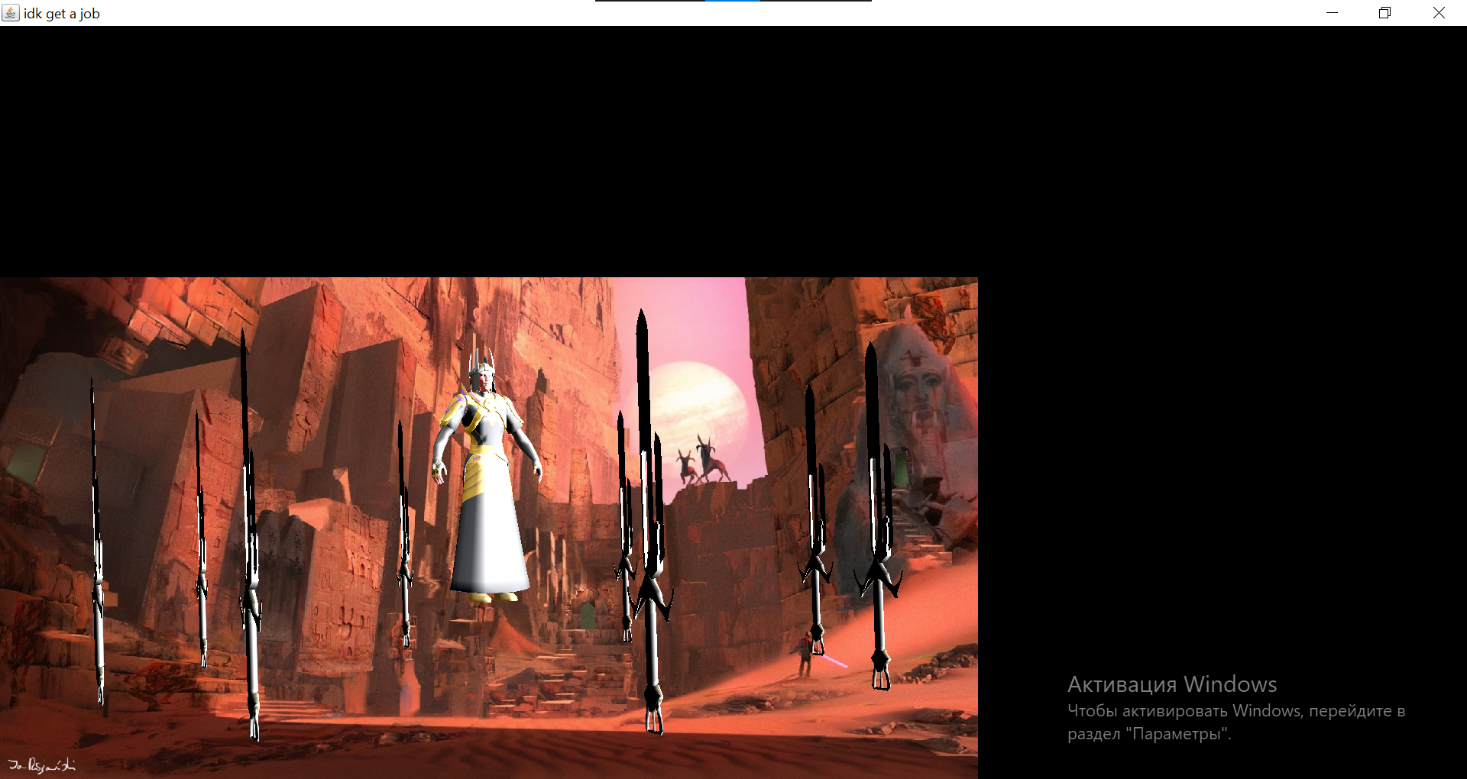 idk get a job
Активация Windows
Чтобы активировать Windows, перейдите в
раздел "Параметры".